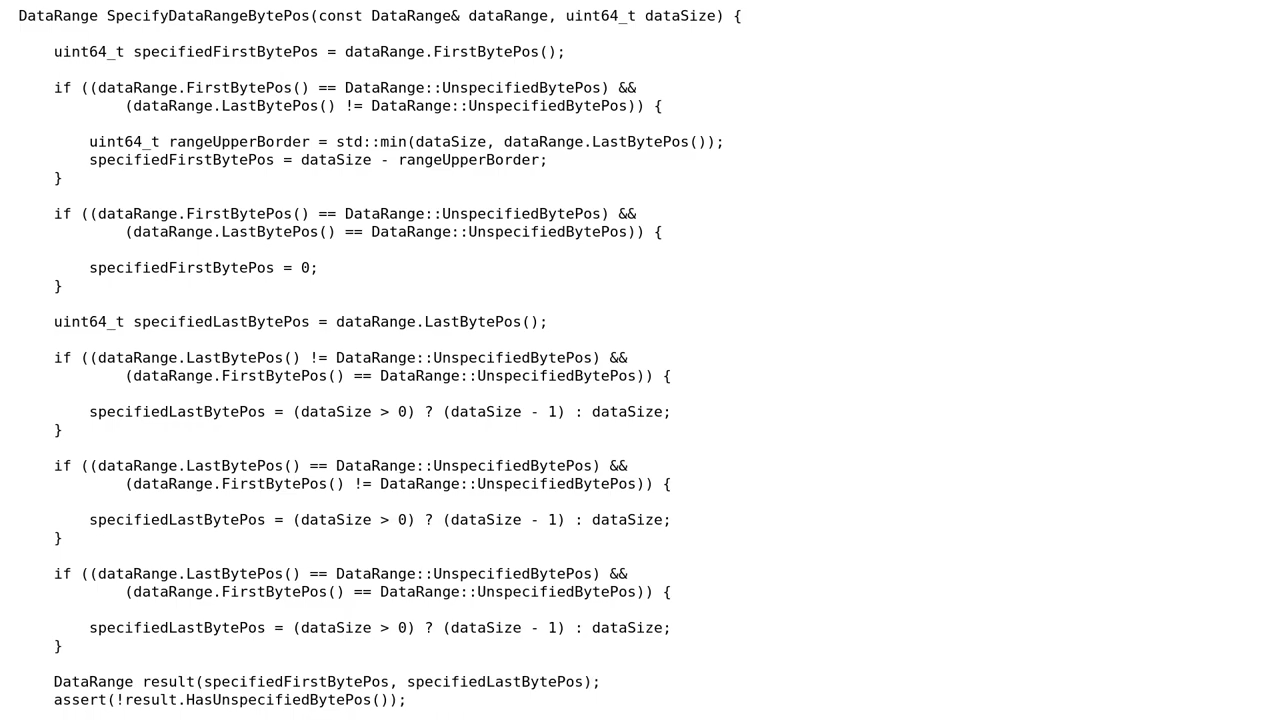 DataRange SpecifyDataRangeBytePos(const DataRange& dataRange, uint64_t dataSize) {
uint64_t specifiedFirstBytePos = dataRange.FirstBytePos();
if ((dataRange.FirstBytePos() == DataRange::UnspecifiedBytePos) &&
(dataRange.LastBytePos() != DataRange::UnspecifiedBytePos)) {
uint64_t rangeUpperBorder = std::min(dataSize, dataRange.LastBytePos());
specifiedFirstBytePos = dataSize - rangeUpperBorder;
}
if ((dataRange.FirstBytePos() == DataRange::UnspecifiedBytePos) &&
(dataRange.LastBytePos() == DataRange::UnspecifiedBytePos)) {
specifiedFirstBytePos = 0;
}
uint64_t specifiedLastBytePos = dataRange.LastBytePos();
if ((dataRange.LastBytePos() != DataRange::UnspecifiedBytePos) &&
(dataRange.FirstBytePos() == DataRange::UnspecifiedBytePos)) {
specifiedLastBytePos = (dataSize > 0) ? (dataSize - 1) : dataSize;
}
if ((dataRange.LastBytePos() == DataRange::UnspecifiedBytePos) &&
(dataRange.FirstBytePos() != DataRange::UnspecifiedBytePos)) {
specifiedLastBytePos = (dataSize > 0) ? (dataSize - 1) : dataSize;
}
if ((dataRange.LastBytePos() == DataRange::UnspecifiedBytePos) &&
(dataRange.FirstBytePos() == DataRange::UnspecifiedBytePos)) {
specifiedLastBytePos = (dataSize > 0) ? (dataSize - 1) : dataSize;
}
DataRange result(specifiedFirstBytePos, specifiedLastBytePos);
assert(!result.HasUnspecifiedBytePos());